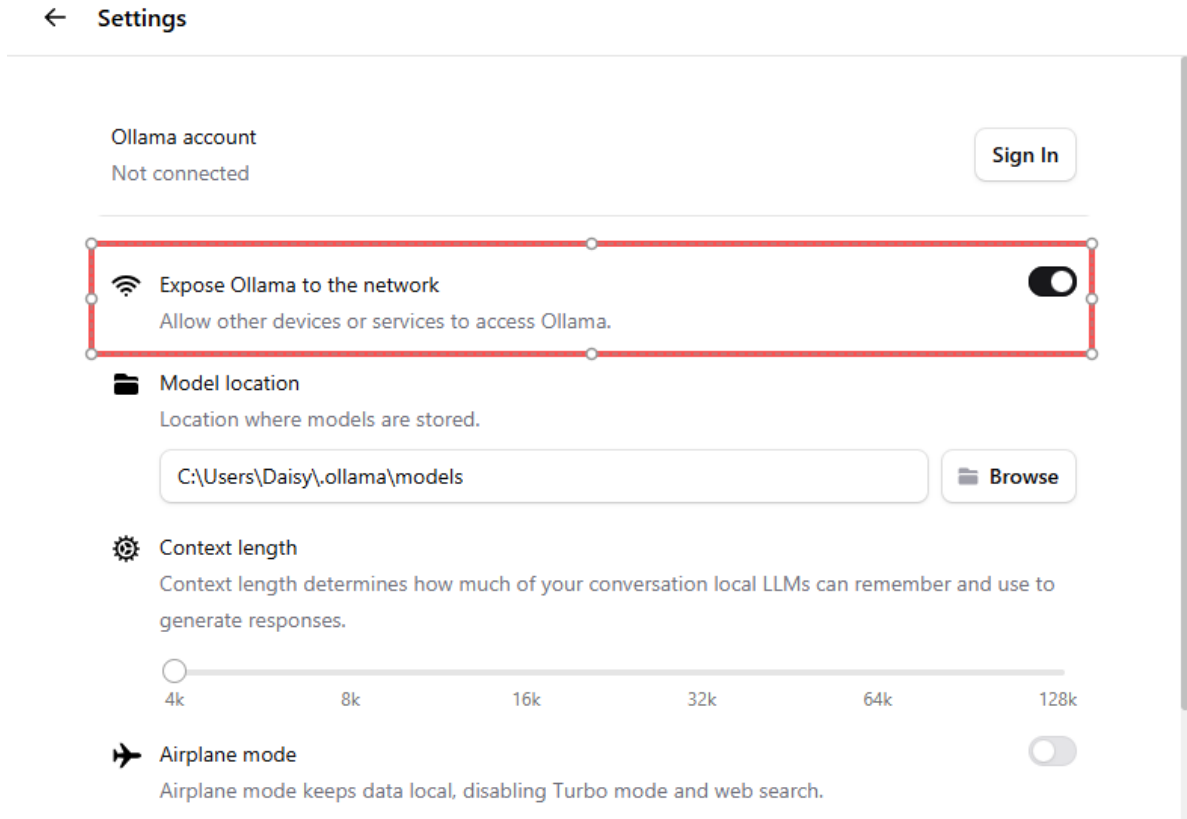 Settings
Ollama account
Not connected
Sign In
Expose Ollama to the network
Allow other devices or services to access Ollama.
Model location
Location where models are stored.
C:\Users\Daisy\.ollama\models
Browse
Context length
Context length determines how much of your conversation local LLMs can remember and use to
generate responses.
4k 8k 16k 32k 64k 128k
Airplane mode
Airplane mode keeps data local, disabling Turbo mode and web search.